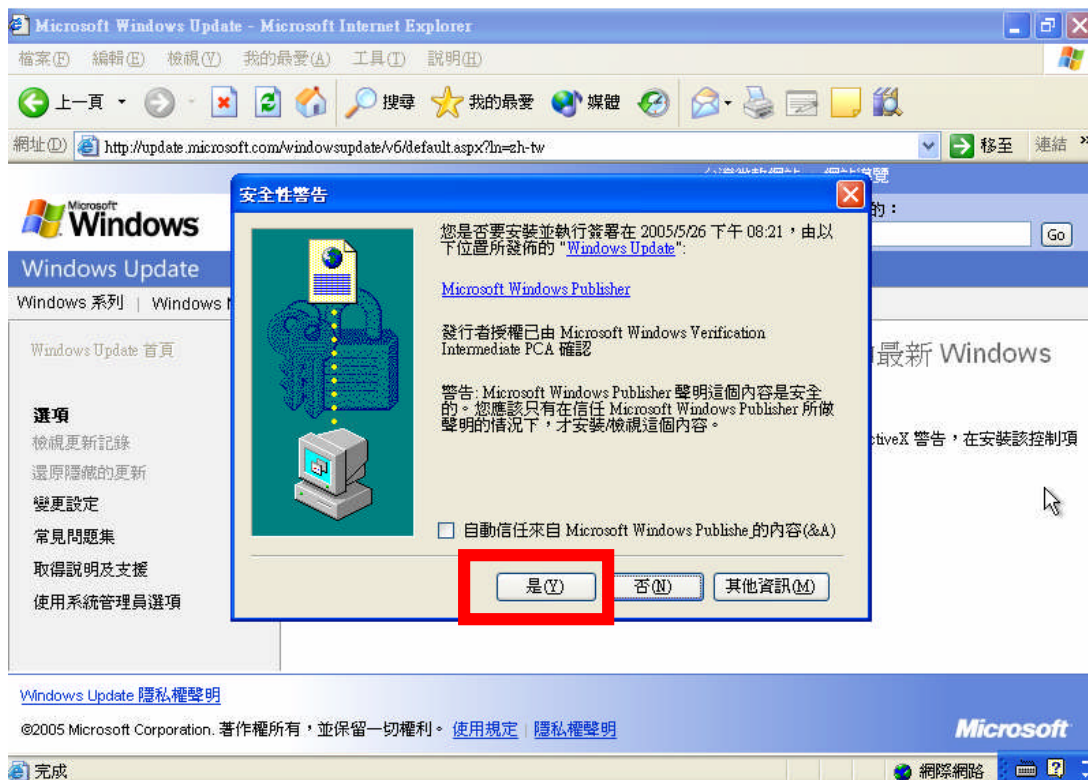 Microsoft Windows Update - Microsoft Internet Explorer
檔案(F) 編輯(E) 檢視(V) 我的最愛(A) 工具(T) 說明(H)
上一頁 搜尋 我的最愛 媒體
網址(D) http://update.microsoft.com/windowsupdate/v6/default.aspx?ln=zh-tw 移至 連結 »
台灣微軟網站 網站導覽
Microsoft
Windows
的：
Go
Windows Update
Windows 系列 | Windows
安全性警告
您是否要安裝並執行簽署在 2005/5/26 下午 08:21，由以
下位置所發佈的 "Windows Update":
Microsoft Windows Publisher
發行者授權已由 Microsoft Windows Verification
Intermediate PCA 確認
警告: Microsoft Windows Publisher 聲明這個內容是安全
的。您應該只有在信任 Microsoft Windows Publisher 所做
聲明的情況下，才安裝/檢視這個內容。
自動信任來自 Microsoft Windows Publishe 的內容(&A)
是(Y) 否(N) 其他資訊(M)
Windows Update 首頁
選項
檢視更新記錄
還原隱藏的更新
變更設定
常見問題集
取得說明及支援
使用系統管理員選項
最新 Windows
ctiveX 警告，在安裝該控制項
Windows Update 隱私權聲明
©2005 Microsoft Corporation. 著作權所有，並保留一切權利。 使用規定 | 隱私權聲明
Microsoft
完成
網際網路